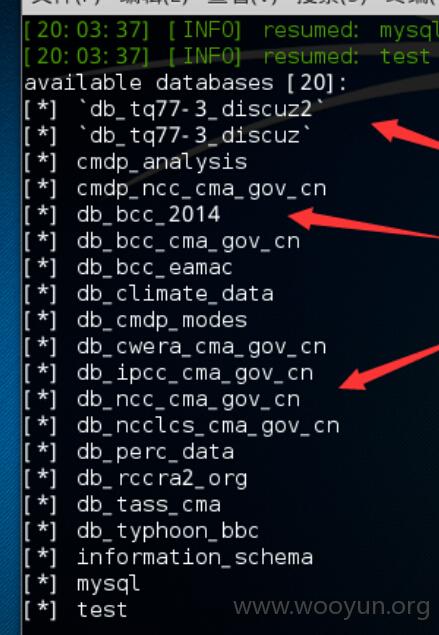 [20:03:37] [INFO] resumed: mysql
[20:03:37] [INFO] resumed: test
available databases [20]:
[*] `db_tq77-3_discuz2`
[*] `db_tq77-3_discuz`
[*] cmdp_analysis
[*] cmdp_ncc_cma_gov_cn
[*] db_bcc_2014
[*] db_bcc_cma_gov_cn
[*] db_bcc_eamac
[*] db_climate_data
[*] db_cmdp_modes
[*] db_cwera_cma_gov_cn
[*] db_ipcc_cma_gov_cn
[*] db_ncc_cma_gov_cn
[*] db_ncclcs_cma_gov_cn
[*] db_perc_data
[*] db_rccra2_org
[*] db_tass_cma
[*] db_typhoon_bbc
[*] information_schema
[*] mysql
[*] test
www.wooyun.org